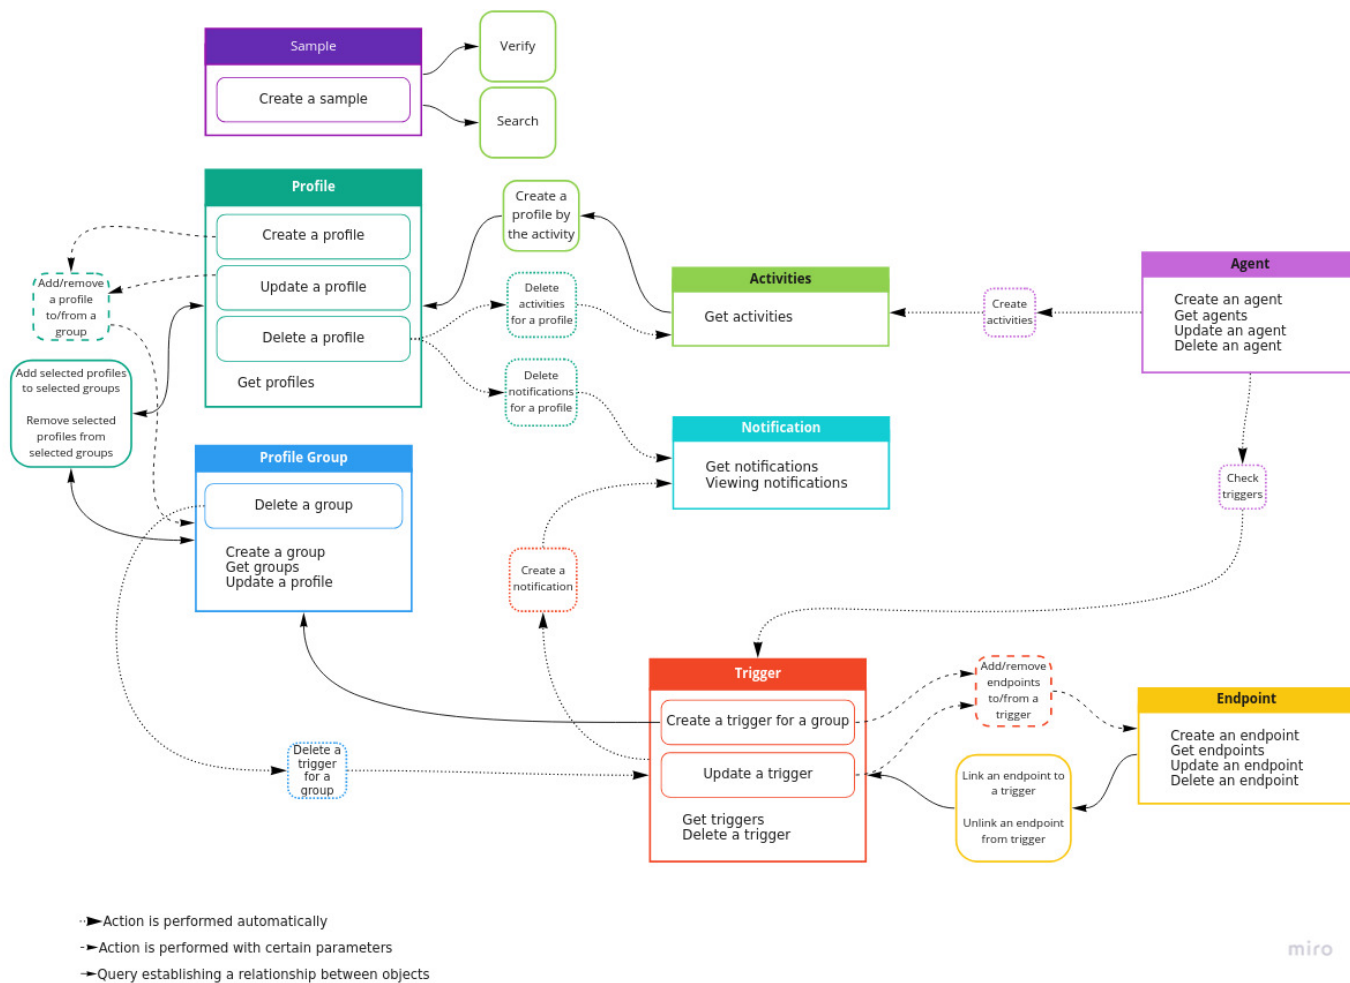 Sample
Create a sample
Verify
Search
Profile
Create a profile
Update a profile
Delete a profile
Get profiles
Add/remove
a profile
to/from a
group
Add selected profiles
to selected groups
Remove selected
profiles from
selected groups
Create a
profile by
the activity
Delete
activities
for a profile
Delete
notifications
for a profile
Activities
Get activities
Create
activities
Agent
Create an agent
Get agents
Update an agent
Delete an agent
Notification
Get notifications
Viewing notifications
Check
triggers
Profile Group
Delete a group
Create a group
Get groups
Update a profile
Create a
notification
Delete a
trigger
for a
group
Trigger
Create a trigger for a group
Update a trigger
Get triggers
Delete a trigger
Add/remove
endpoints
to/from a
trigger
Link an endpoint to
a trigger
Unlink an endpoint
from trigger
Endpoint
Create an endpoint
Get endpoints
Update an endpoint
Delete an endpoint
Action is performed automatically
Action is performed with certain parameters
Query establishing a relationship between objects
miro